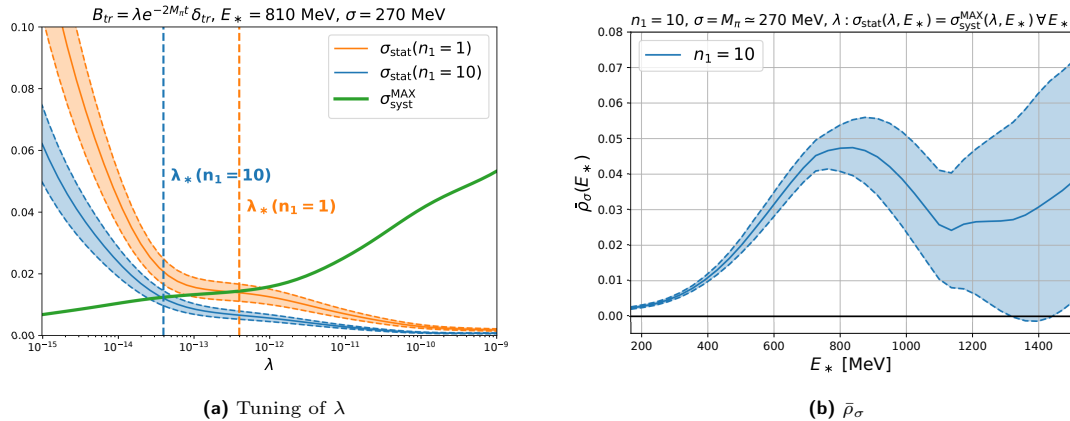 B_tr = λe^{−2M_πt} δ_tr, E_* = 810 MeV, σ = 270 MeV
0.10
0.08
0.06
0.04
0.02
0.00
σ_stat(n_1 = 1)
σ_stat(n_1 = 10)
σ_syst^MAX
λ_*(n_1 = 10)
λ_*(n_1 = 1)
10^{−15} 10^{−14} 10^{−13} 10^{−12} 10^{−11} 10^{−10} 10^{−9}
λ
(a) Tuning of λ
n_1 = 10, σ = M_π ≃ 270 MeV, λ : σ_stat(λ, E_*) = σ_syst^MAX(λ, E_*) ∀ E_*
0.08
0.07
0.06
0.05
0.04
0.03
0.02
0.01
0.00
ρ̄_σ(E_*)
n_1 = 10
200 400 600 800 1000 1200 1400
E_* [MeV]
(b) ρ̄_σ